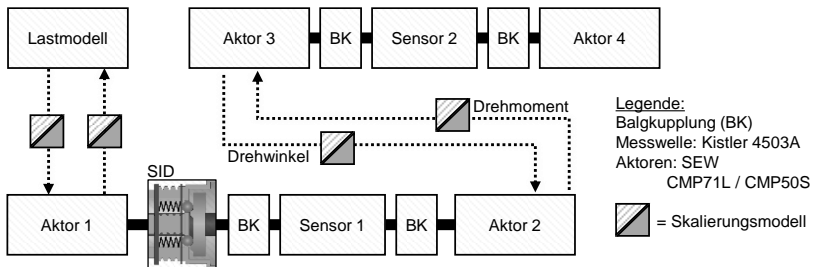 Lastmodell
Aktor 3
BK
Sensor 2
BK
Aktor 4
Drehmoment
Drehwinkel
SID
Aktor 1
BK
Sensor 1
BK
Aktor 2
Legende:
Balgkupplung (BK)
Messwelle: Kistler 4503A
Aktoren: SEW
CMP71L / CMP50S
= Skalierungsmodell